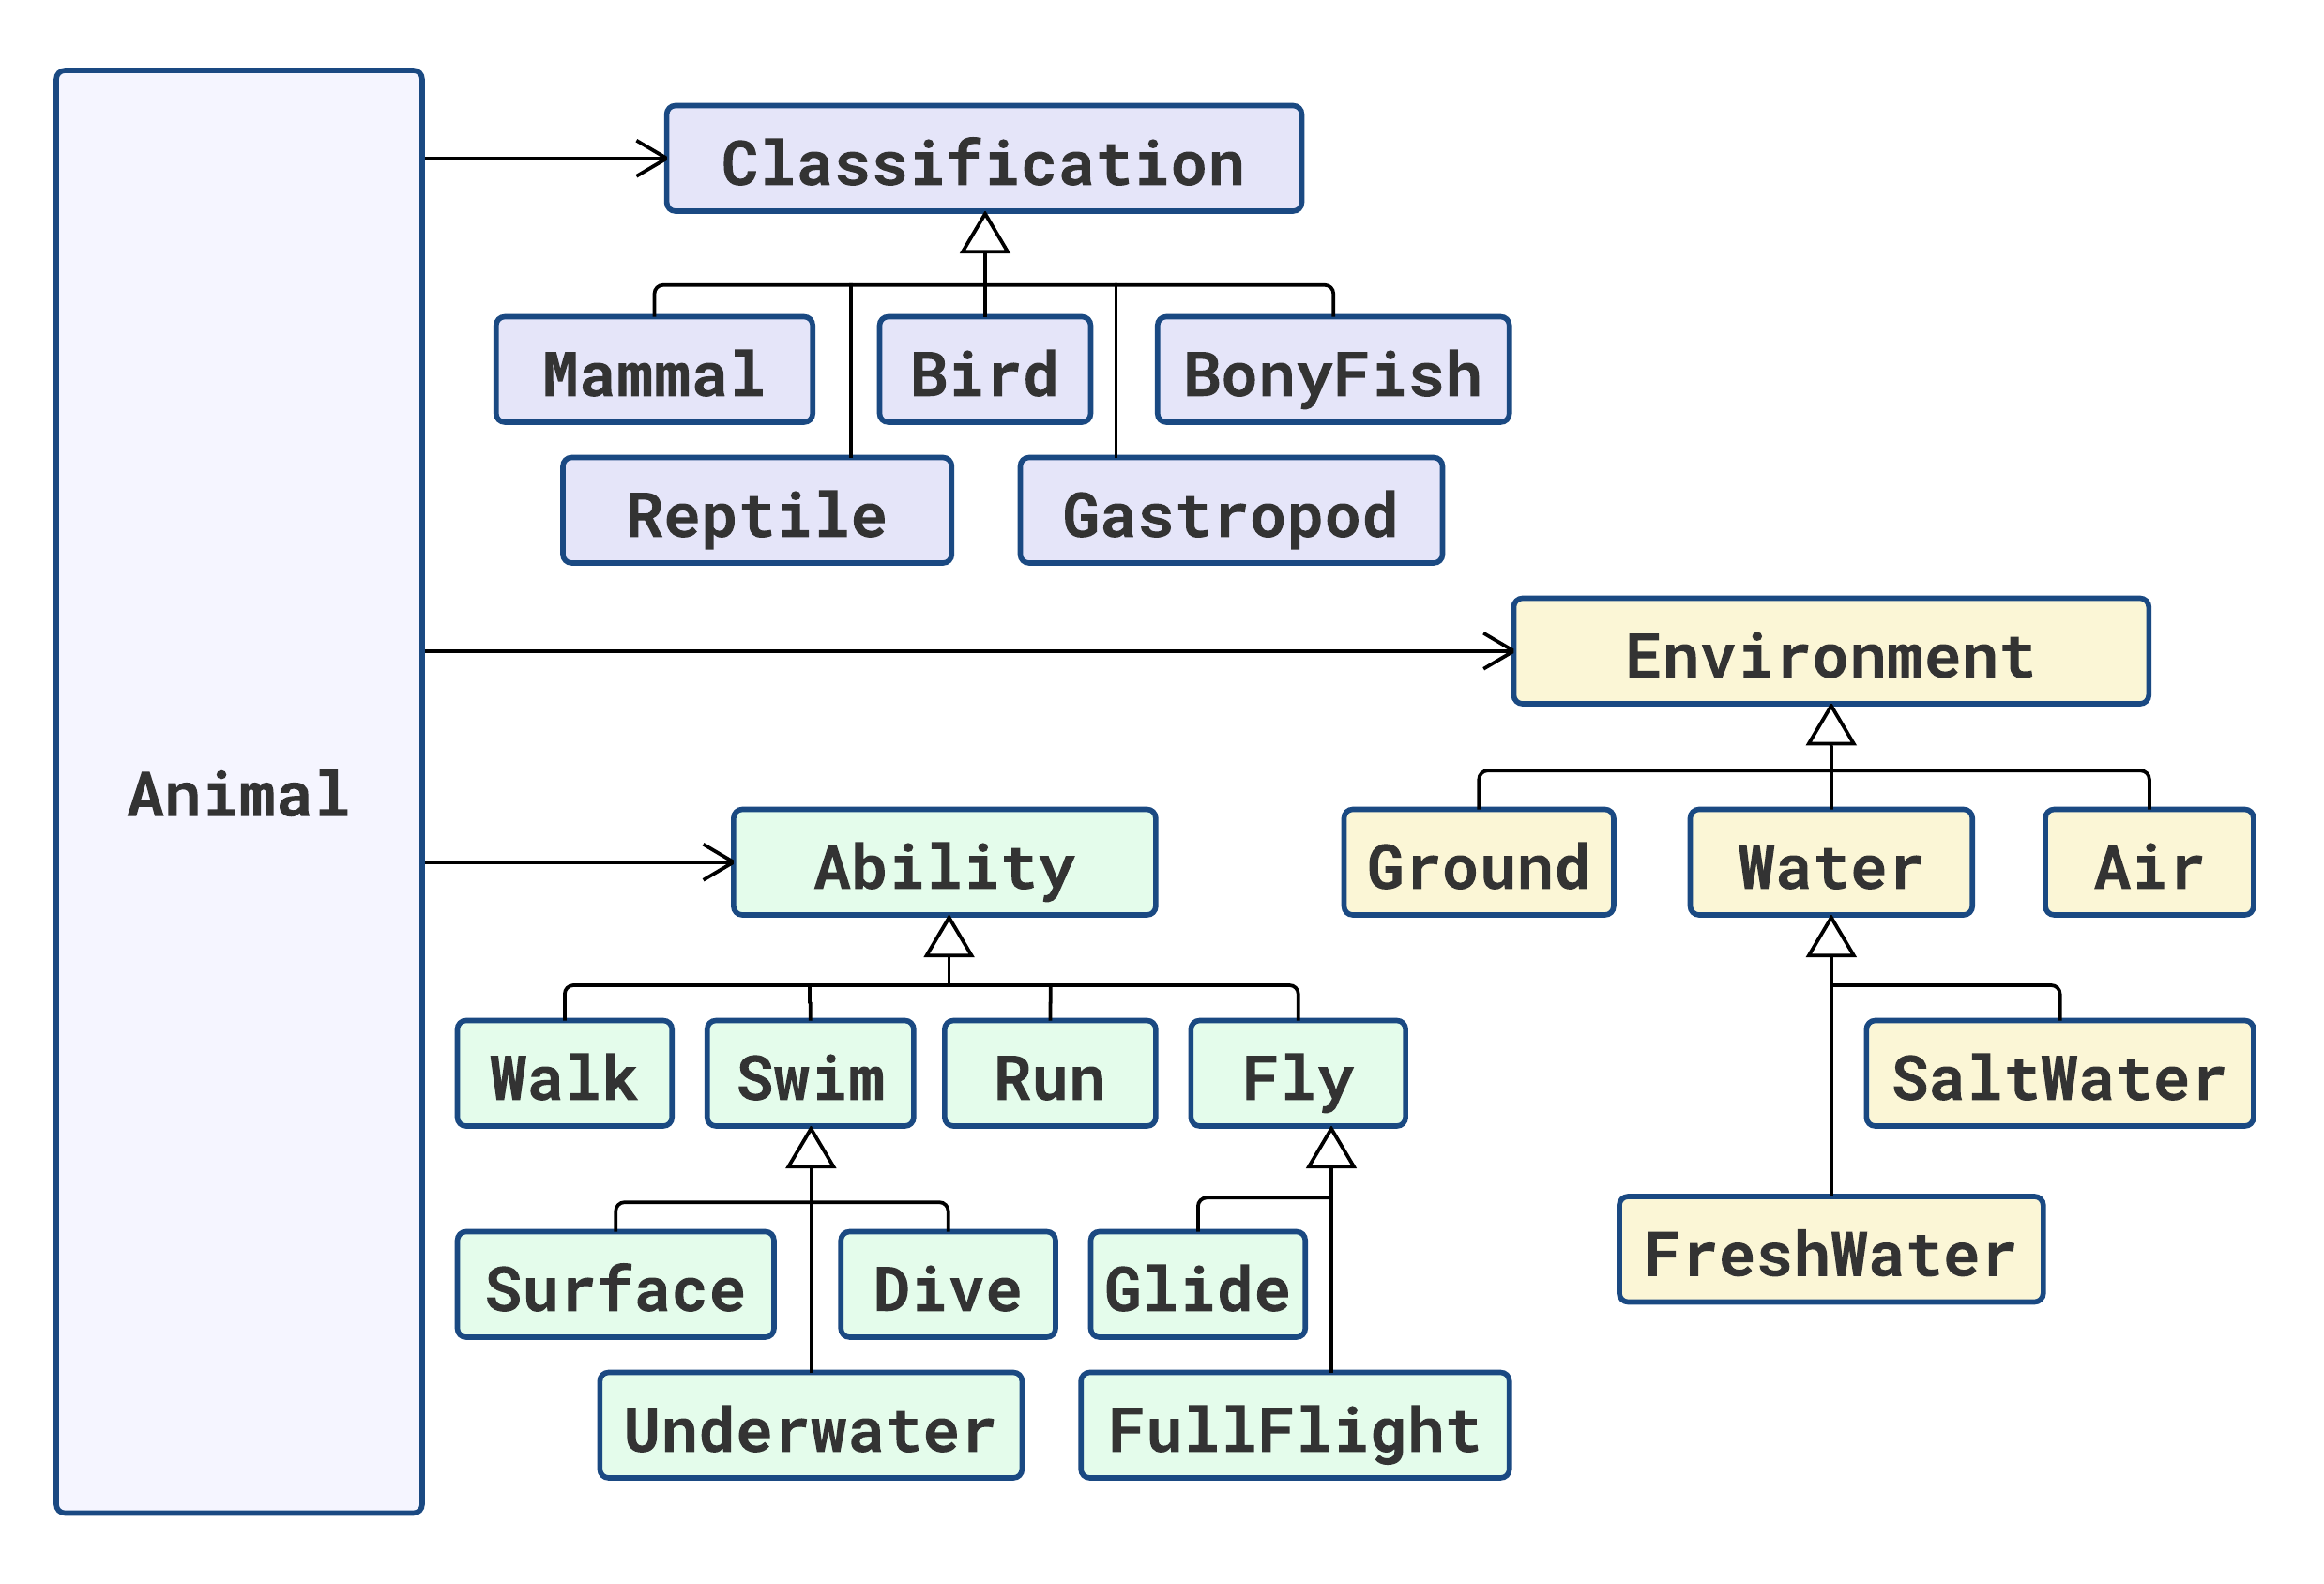 Classification
Mammal
Bird
BonyFish
Reptile
Gastropod
Environment
Animal
Ability
Ground
Water
Air
Walk
Swim
Run
Fly
SaltWater
FreshWater
Surface
Dive
Glide
Underwater
FullFlight